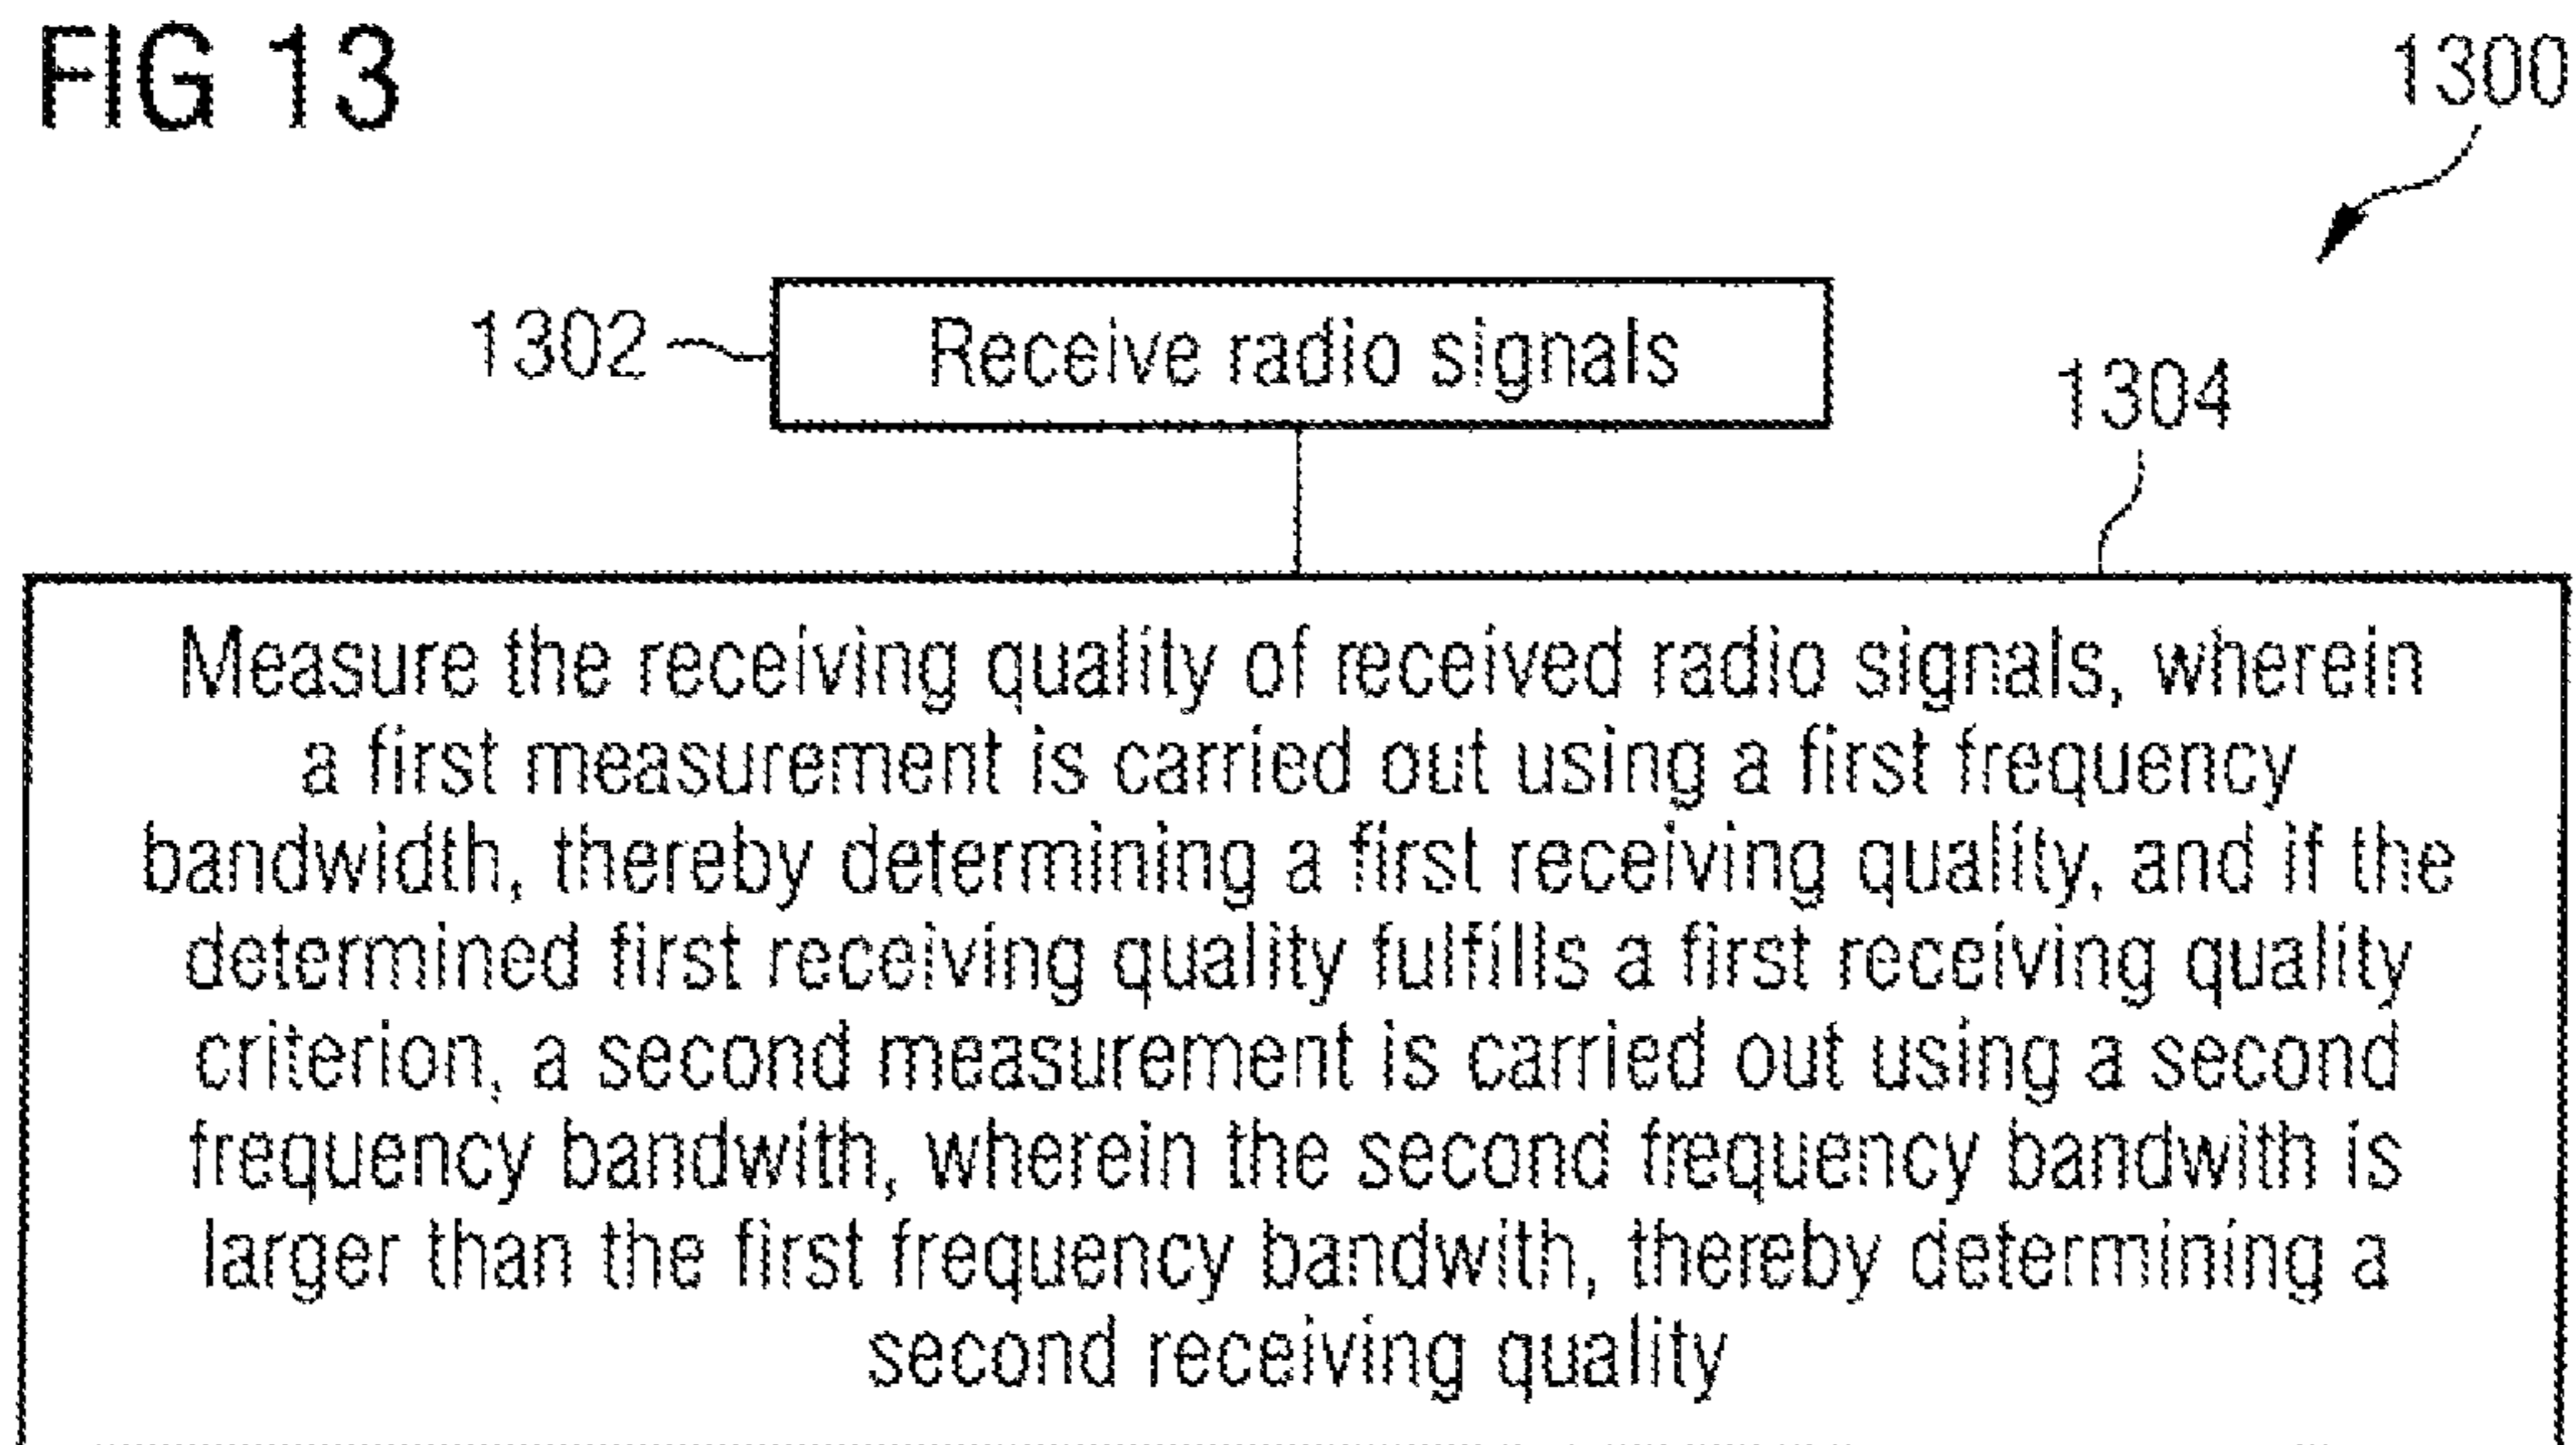 FIG 13
1300
1302
Receive radio signals
1304
Measure the receiving quality of received radio signals, wherein
a first measurement is carried out using a first frequency
bandwidth, thereby determining a first receiving quality, and if the
determined first receiving quality fulfills a first receiving quality
criterion, a second measurement is carried out using a second
frequency bandwith, wherein the second frequency bandwith is
larger than the first frequency bandwith, thereby determining a
second receiving quality